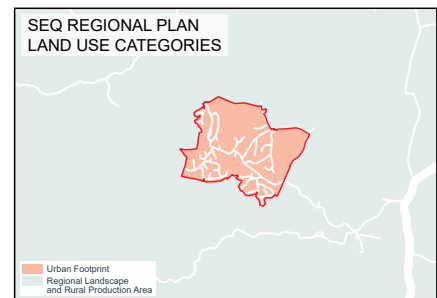 SEQ REGIONAL PLAN
LAND USE CATEGORIES
Urban Footprint
Regional Landscape
and Rural Production Area